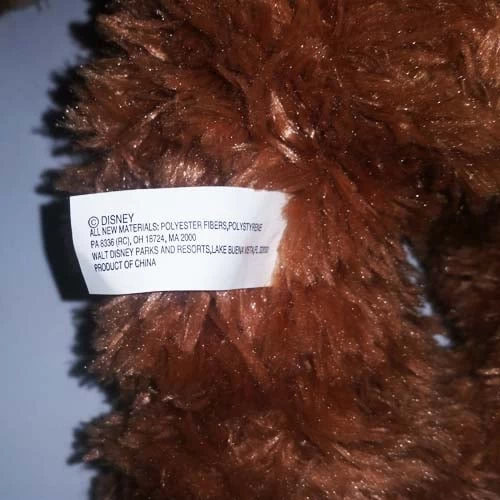 © DISNEY
ALL NEW MATERIALS: POLYESTER FIBERS,POLYSTYRENE
PA 8336 (RC), OH 18724, MA 2000
WALT DISNEY PARKS AND RESORTS,LAKE BUENA VISTA,FL
PRODUCT OF CHINA